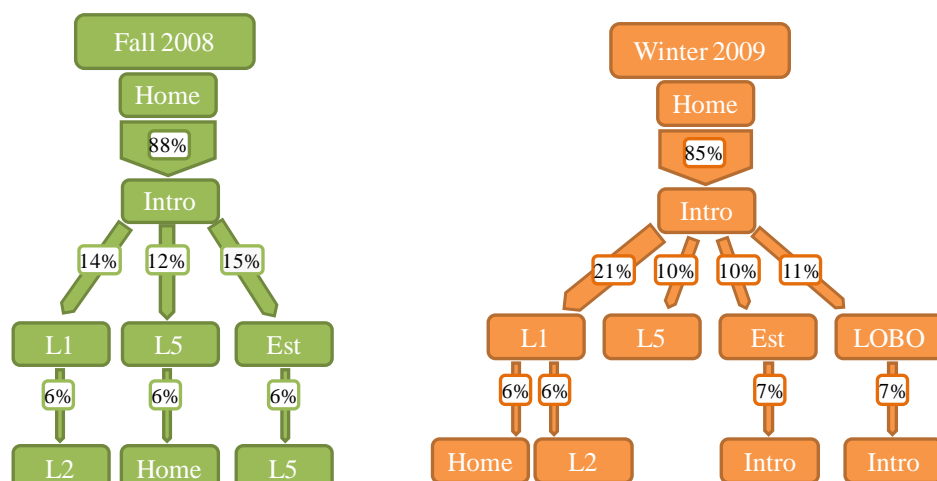 Fall 2008
Home
88%
Intro
14% 12% 15%
L1 L5 Est
6% 6% 6%
L2 Home L5
Winter 2009
Home
85%
Intro
21% 10% 10% 11%
L1 L5 Est LOBO
6% 6% 7% 7%
Home L2 Intro Intro